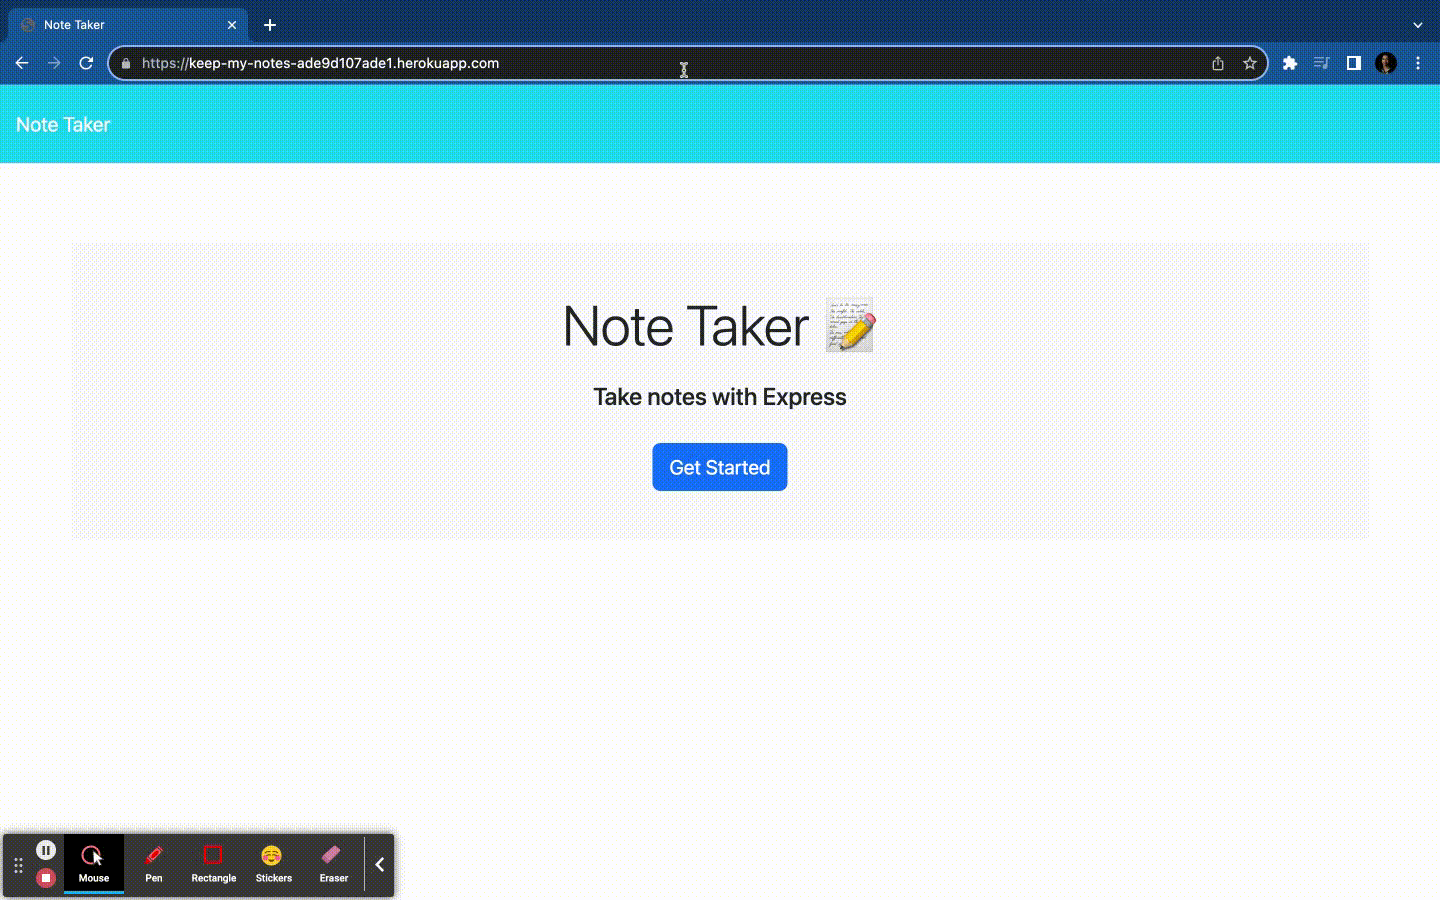 Note Taker
https://keep-my-notes-ade9d107ade1.herokuapp.com
Note Taker
Note Taker
Take notes with Express
Get Started
Mouse
Pen
Rectangle
Stickers
Eraser